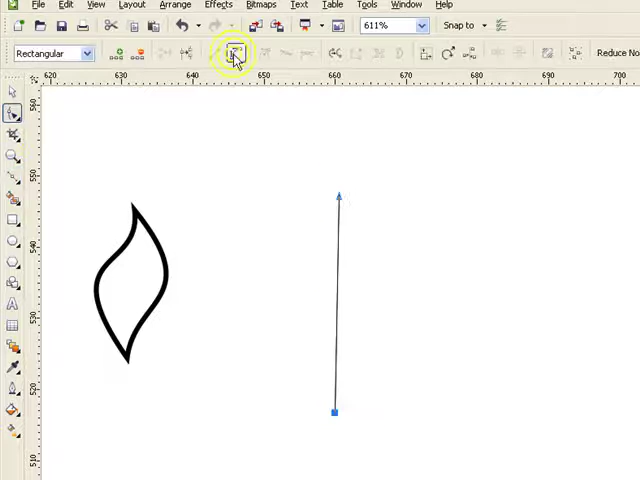 File Edit View Layout Arrange Effects Bitmaps Text Table Tools Window Help
611% Snap to
Rectangular Reduce No
620 630 640 650 660 670 680 690 700
560
550
540
530
520
510